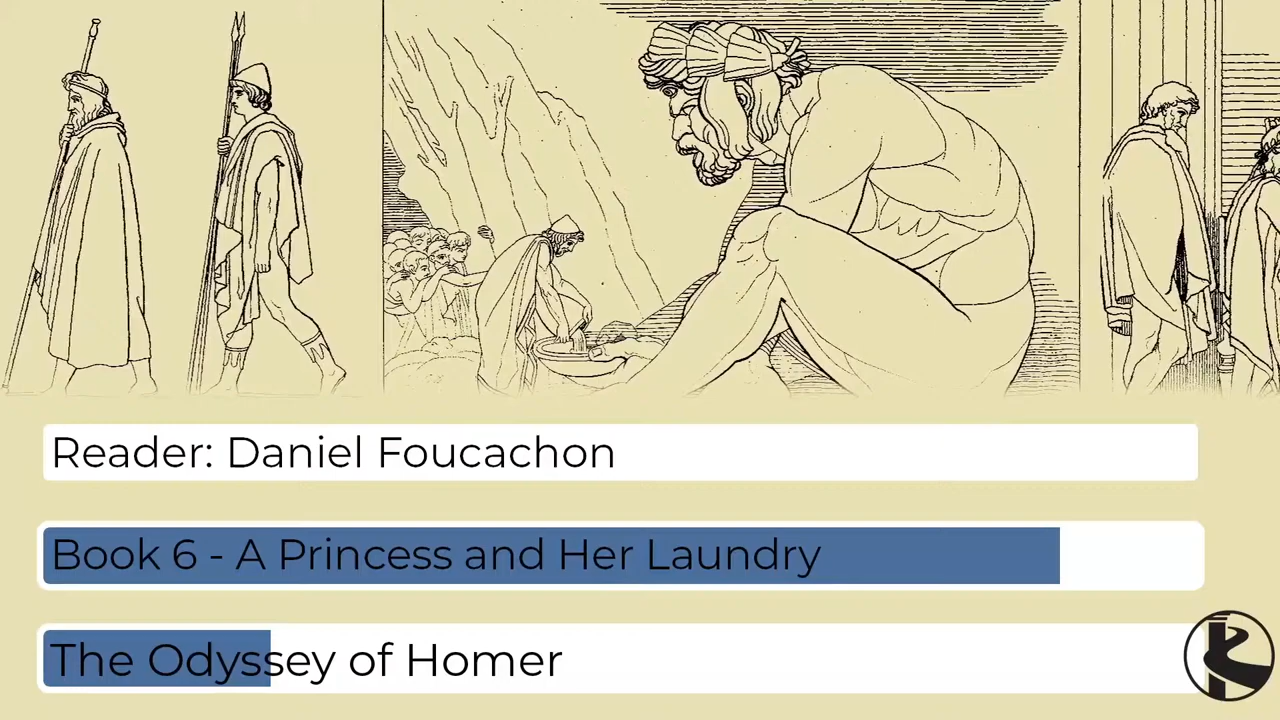 Reader: Daniel Foucachon
Book 6 - A Princess and Her Laundry
The Odyssey of Homer